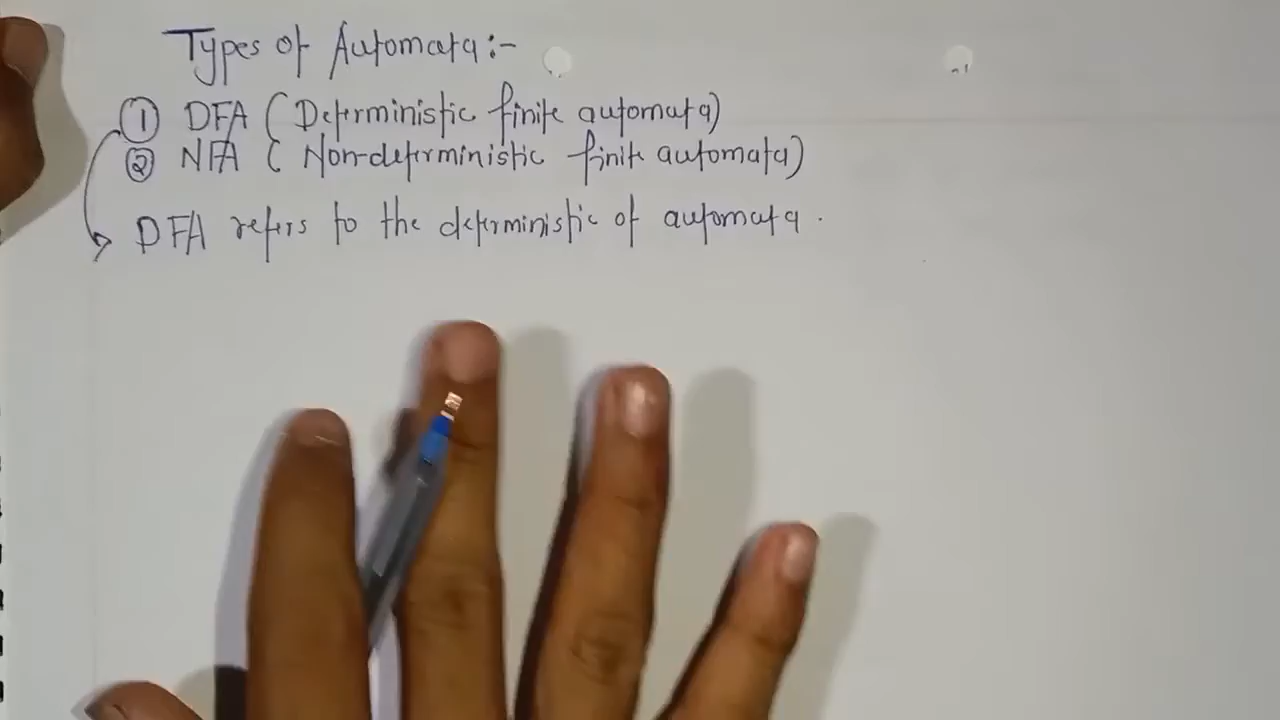 Types of Automata:-
① DFA (Deterministic finite automata)
② NFA ( Non-deterministic finite automata)
DFA refers to the deterministic of automata.